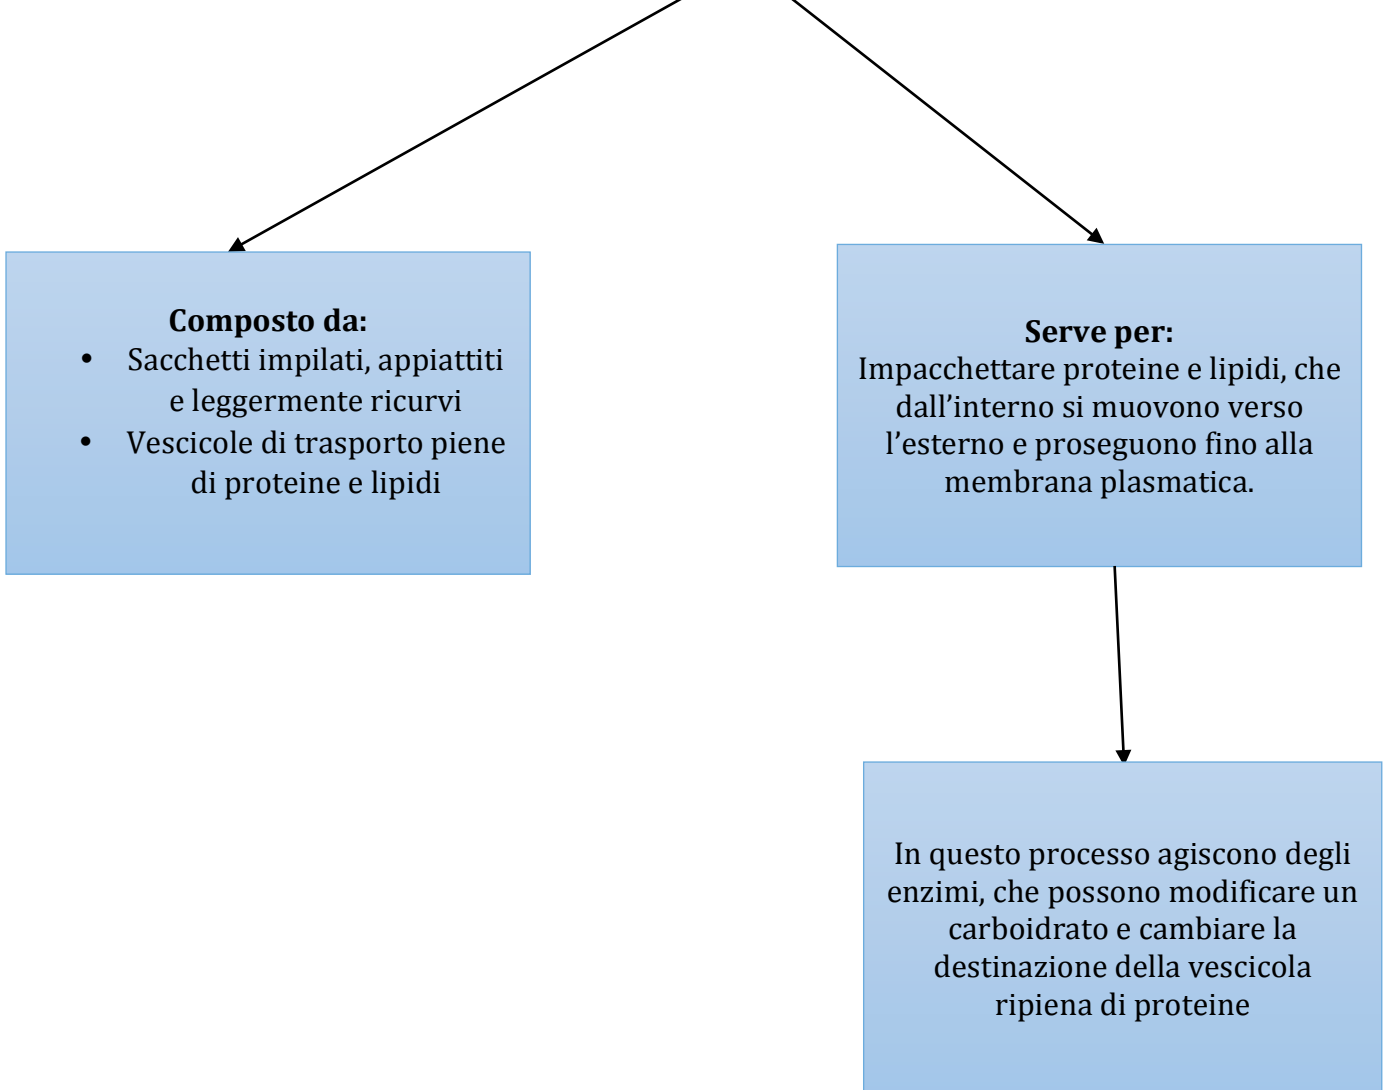 Composto da:
• Sacchetti impilati, appiattiti
e leggermente ricurvi
• Vescicole di trasporto piene
di proteine e lipidi
Serve per:
Impacchettare proteine e lipidi, che
dall’interno si muovono verso
l’esterno e proseguono fino alla
membrana plasmatica.
In questo processo agiscono degli
enzimi, che possono modificare un
carboidrato e cambiare la
destinazione della vescicola
ripiena di proteine